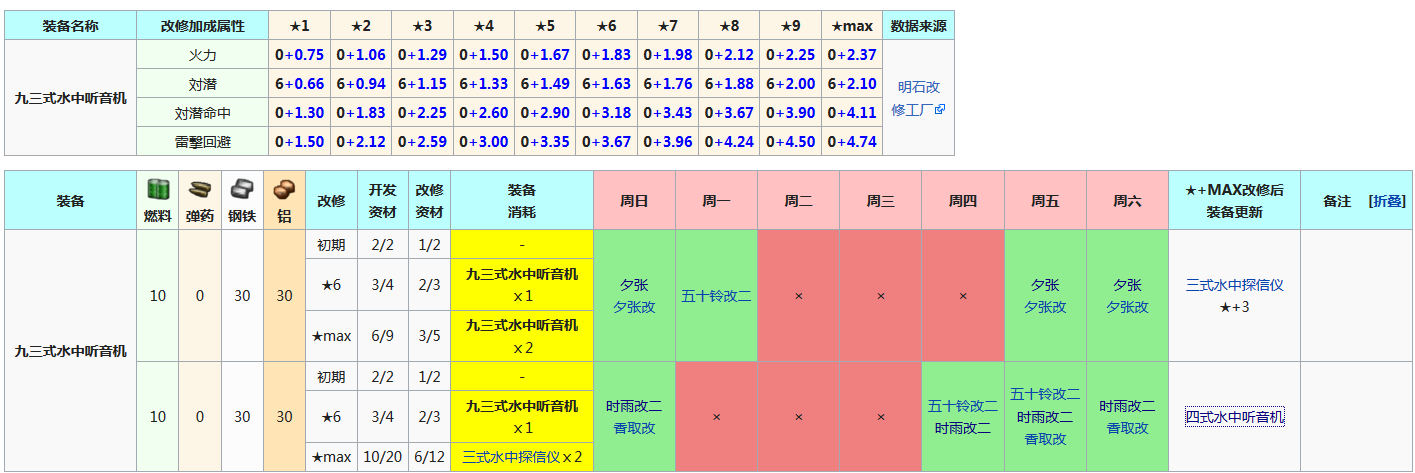 装备名称 改修加成属性 ★1 ★2 ★3 ★4 ★5 ★6 ★7 ★8 ★9 ★max 数据来源
九三式水中听音机
火力 0+0.75 0+1.06 0+1.29 0+1.50 0+1.67 0+1.83 0+1.98 0+2.12 0+2.25 0+2.37
対潜 6+0.66 6+0.94 6+1.15 6+1.33 6+1.49 6+1.63 6+1.76 6+1.88 6+2.00 6+2.10
対潜命中 0+1.30 0+1.83 0+2.25 0+2.60 0+2.90 0+3.18 0+3.43 0+3.67 0+3.90 0+4.11
雷撃回避 0+1.50 0+2.12 0+2.59 0+3.00 0+3.35 0+3.67 0+3.96 0+4.24 0+4.50 0+4.74
明石改
修工厂
装备 燃料 弹药 钢铁 铝 改修
开发
资材
改修
资材
装备
消耗
周日 周一 周二 周三 周四 周五 周六
★+MAX改修后
装备更新
备注 [折叠]
九三式水中听音机
10 0 30 30
初期 2/2 1/2 -
★6 3/4 2/3
九三式水中听音机
x 1
★max 6/9 3/5
九三式水中听音机
x 2
夕张
夕张改
五十铃改二
× × ×
夕张
夕张改
夕张
夕张改
三式水中探信仪
★+3
10 0 30 30
初期 2/2 1/2 -
★6 3/4 2/3
九三式水中听音机
x 1
★max 10/20 6/12 三式水中探信仪 x 2
时雨改二
香取改
× × ×
五十铃改二
时雨改二
五十铃改二
时雨改二
香取改
时雨改二
香取改
四式水中听音机